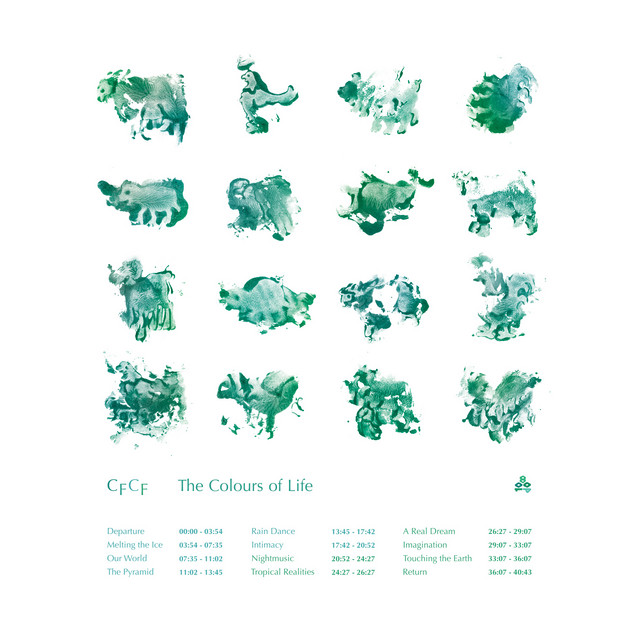 CFCF The Colours of Life
Departure 00:00 - 03:54 Rain Dance 13:45 - 17:42 A Real Dream 26:27 - 29:07
Melting the Ice 03:54 - 07:35 Intimacy 17:42 - 20:52 Imagination 29:07 - 33:07
Our World 07:35 - 11:02 Nightmusic 20:52 - 24:27 Touching the Earth 33:07 - 36:07
The Pyramid 11:02 - 13:45 Tropical Realities 24:27 - 26:27 Return 36:07 - 40:43